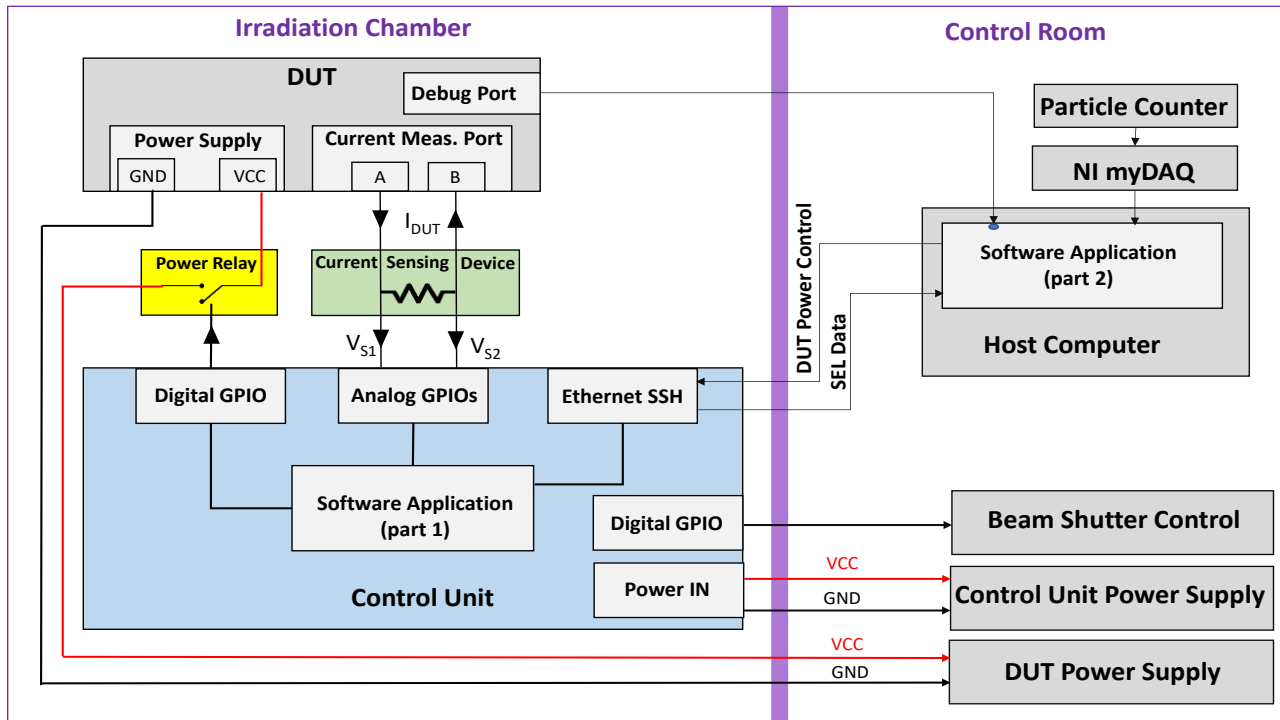 Irradiation Chamber
Control Room
DUT
Debug Port
Power Supply
GND
VCC
Current Meas. Port
A
B
Particle Counter
NI myDAQ
I_DUT
Power Relay
Current Sensing Device
V_S1
V_S2
DUT Power Control
SEL Data
Software Application
(part 2)
Host Computer
Digital GPIO
Analog GPIOs
Ethernet SSH
Software Application
(part 1)
Digital GPIO
Power IN
Control Unit
Beam Shutter Control
VCC
GND
Control Unit Power Supply
VCC
GND
DUT Power Supply